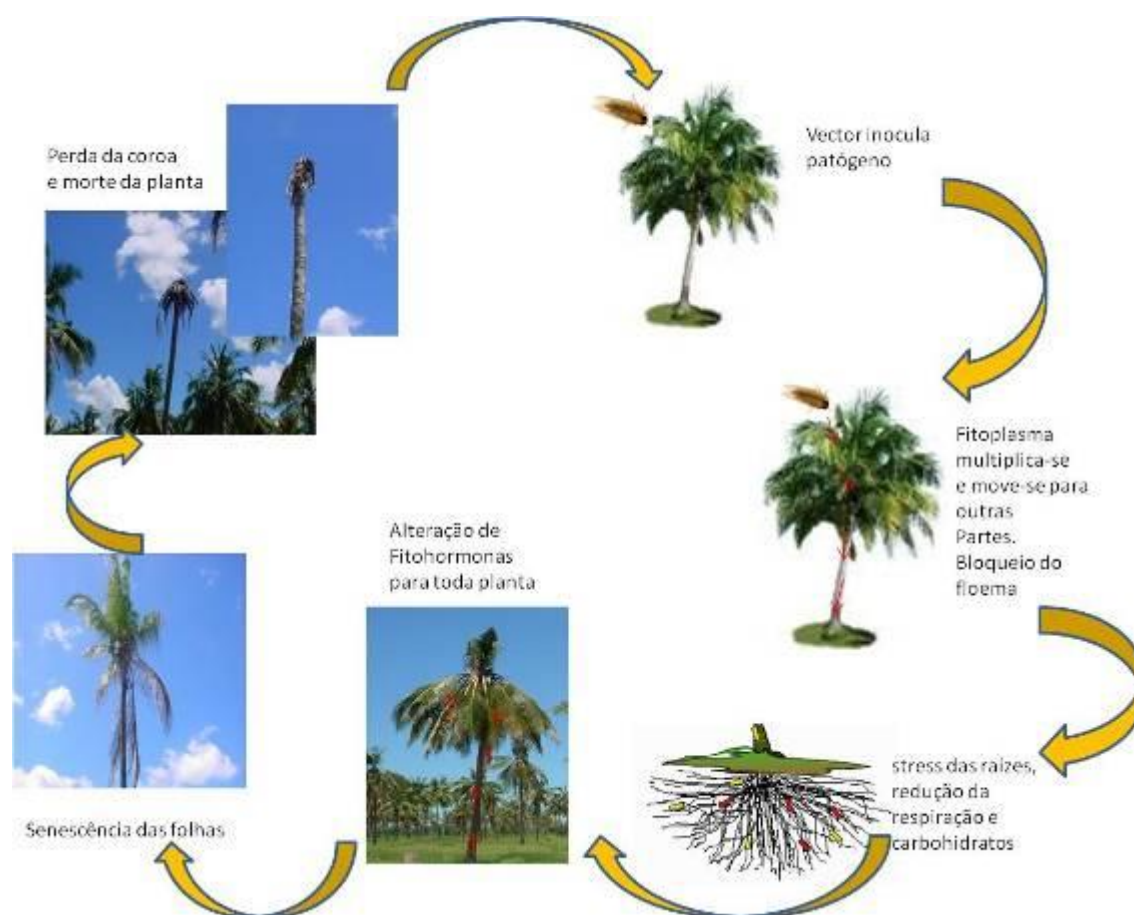 Perda da coroa
e morte da planta
Vector inocula
patógeno
Fitoplasma
multiplica-se
e move-se para
outras
Partes.
Bloqueio do
floema
stress das raízes,
redução da
respiração e
carbohidratos
Alteração de
Fitohormonas
para toda planta
Senescência das folhas